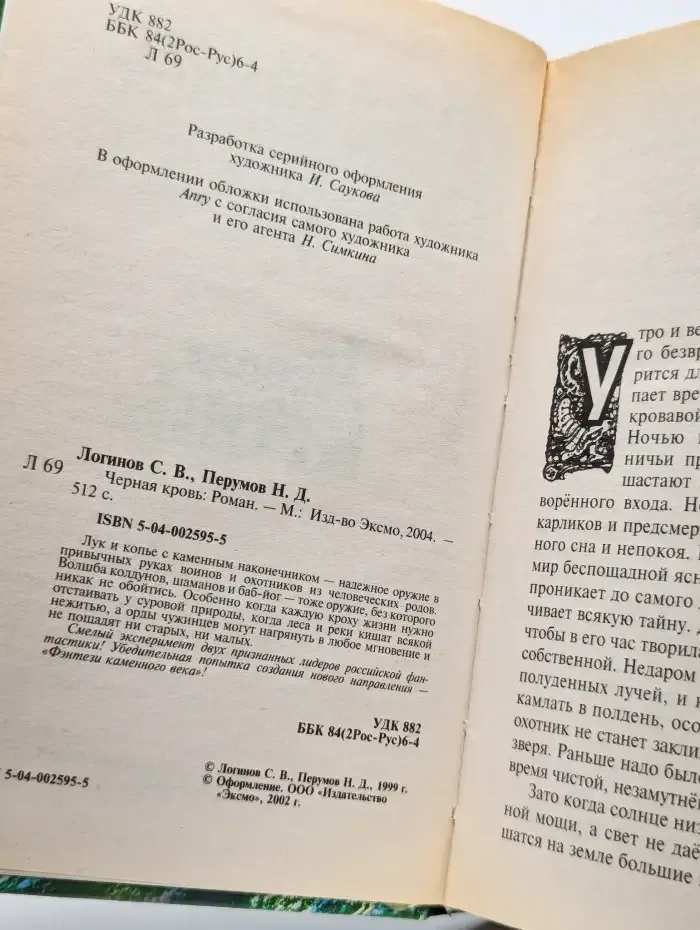 УДК 882
ББК 84(2Рос-Рус)6-4
Л 69
Разработка серийного оформления
художника И. Саукова
В оформлении обложки использована работа художника
Anry с согласия самого художника
и его агента Н. Симкина
Логинов С. В., Перумов Н. Д.
Л 69
Черная кровь: Роман. — М.: Изд-во Эксмо, 2004. —
512 с.
ISBN 5-04-002595-5
Лук и копье с каменным наконечником — надежное оружие в
привычных руках воинов и охотников из человеческих родов.
Волшба колдунов, шаманов и баб-йог — тоже оружие, без которого
никак не обойтись. Особенно когда каждую кроху жизни нужно
отстаивать у суровой природы, когда леса и реки кишат всякой
нежитью, а орды чужинцев могут нагрянуть в любое мгновение и
не пощадят ни старых, ни малых.
Смелый эксперимент двух признанных лидеров российской фан-
тастики! Убедительная попытка создания нового направления —
«Фэнтези каменного века»!
УДК 882
ББК 84(2Рос-Рус)6-4
5-04-002595-5
© Логинов С. В., Перумов Н. Д., 1999 г.
© Оформление. ООО «Издательство
«Эксмо», 2002 г.
У
тро и ве
го безвр
рится дл
пает вре
кровавой
Ночью
ничьи пр
шастают
ворённого входа. Н
карликов и предсмер
ного сна и непокоя.
мир беспощадной ясн
проникает до самого
чивает всякую тайну.
чтобы в его час творила
собственной. Недаром
полуденных лучей, и н
камлать в полдень, осо
охотник не станет закли
зверя. Раньше надо было
время чистой, незамутнён
Зато когда солнце низ
ной мощи, а свет не даё
шатся на земле большие